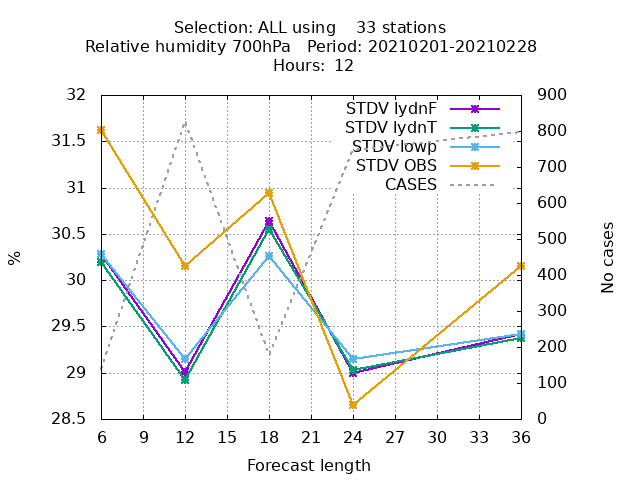 Selection: ALL using    33 stations
Relative humidity 700hPa   Period: 20210201-20210228
Hours: 12
32
31.5
31
30.5
30
29.5
29
28.5
%
900
800
700
600
500
400
300
200
100
0
No cases
STDV lydnF
STDV lydnT
STDV lowp
STDV OBS
CASES
6 9 12 15 18 21 24 27 30 33 36
Forecast length